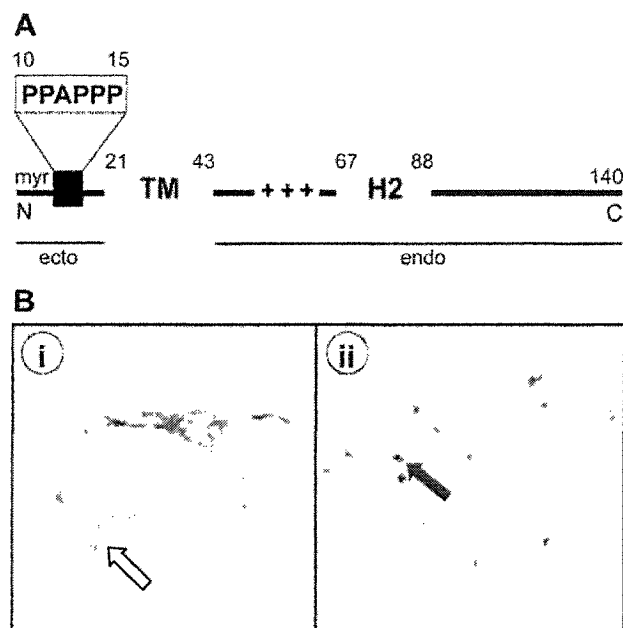 A
10 15
PPAPPP
21 43 67 88
myr TM + + + H2 140
N C
ecto endo
B
i ii